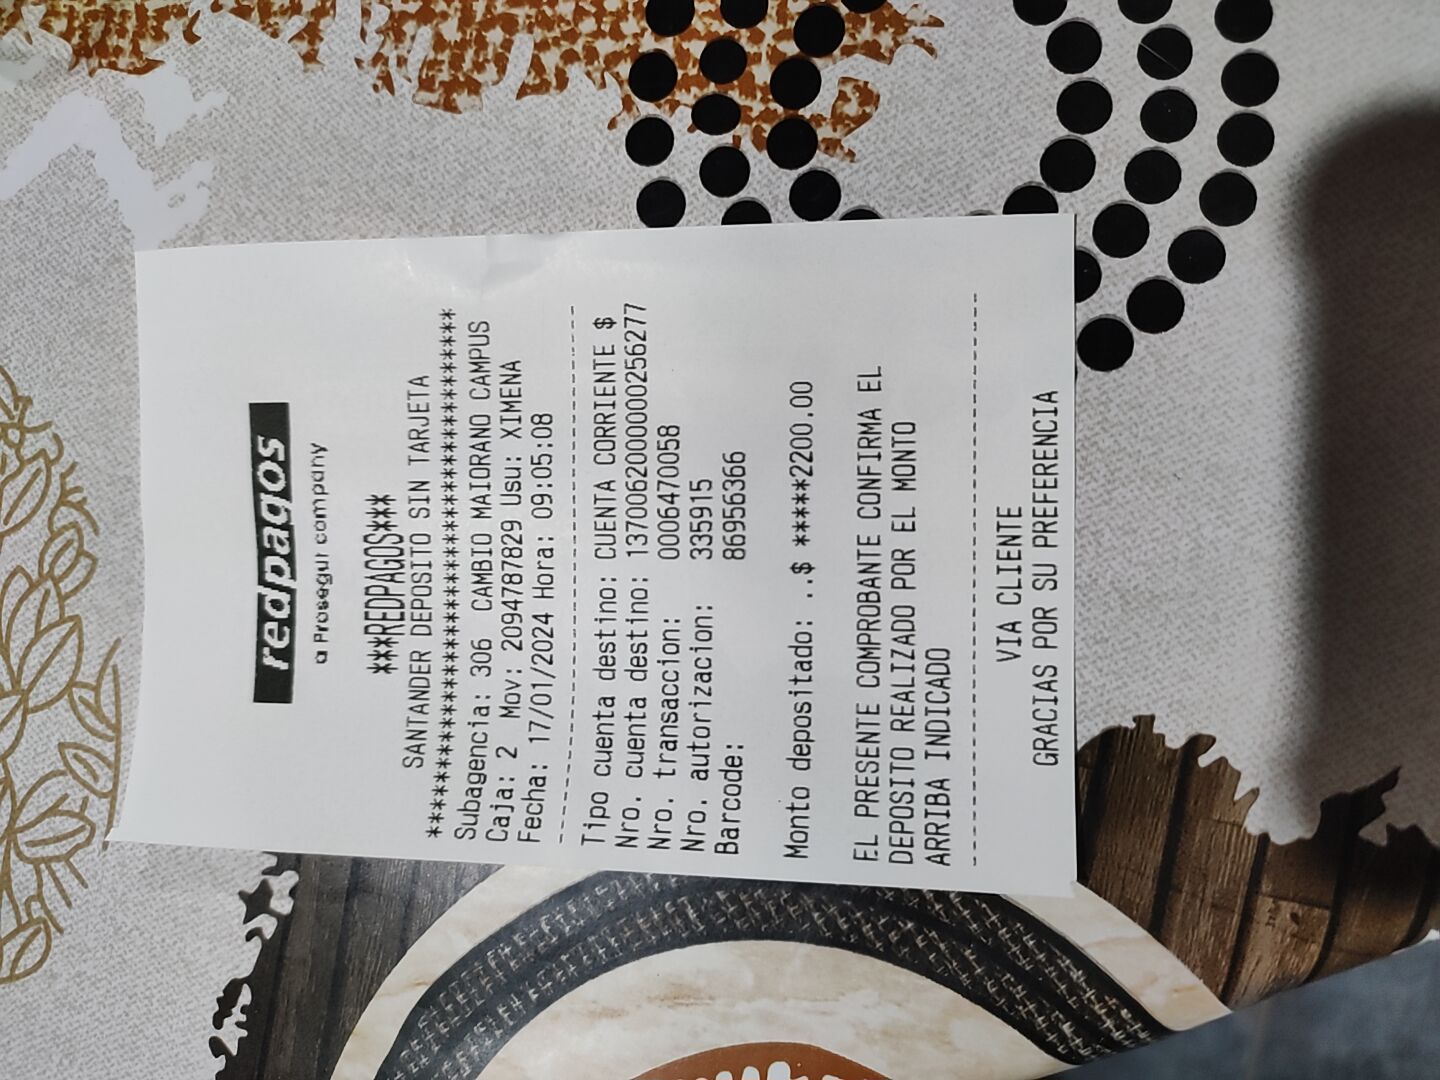 redpagos
a Prosegur company
***REDPAGOS***
SANTANDER DEPOSITO SIN TARJETA
***************************************
Subagencia: 306  CAMBIO MAIORANO CAMPUS
Caja: 2  Mov: 2094787829 Usu: XIMENA
Fecha: 17/01/2024 Hora: 09:05:08
---------------------------------------
Tipo cuenta destino: CUENTA CORRIENTE $
Nro. cuenta destino: 1370062000000256277
Nro. transaccion:    0006470058
Nro. autorizacion:   335915
Barcode:             86956366
Monto depositado: ..$ *****2200.00
EL PRESENTE COMPROBANTE CONFIRMA EL
DEPOSITO REALIZADO POR EL MONTO
ARRIBA INDICADO
---------------------------------------
VIA CLIENTE
GRACIAS POR SU PREFERENCIA